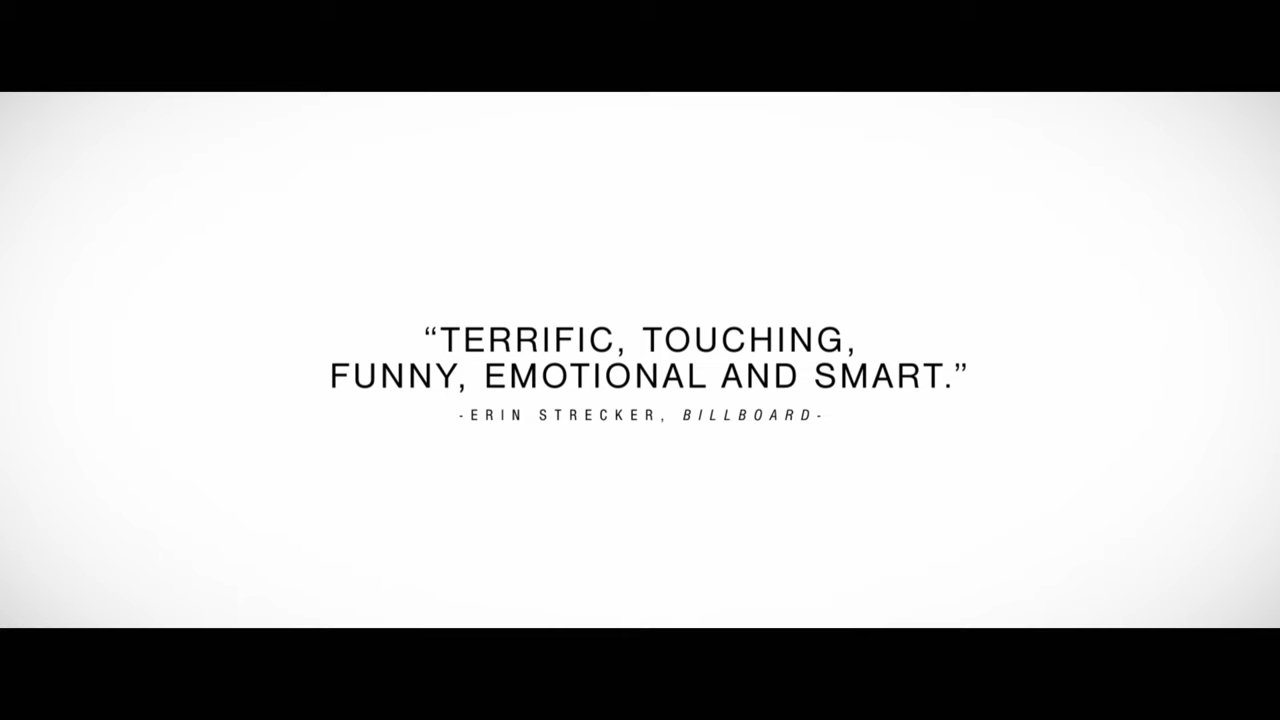 “TERRIFIC, TOUCHING,
FUNNY, EMOTIONAL AND SMART.”
-ERIN STRECKER, BILLBOARD-